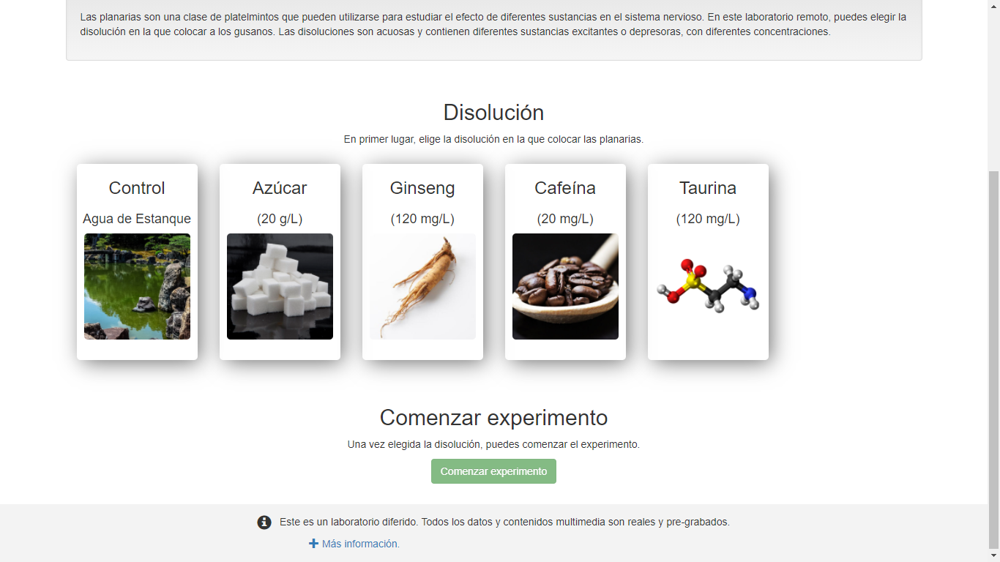 Las planarias son una clase de platelmintos que pueden utilizarse para estudiar el efecto de diferentes sustancias en el sistema nervioso. En este laboratorio remoto, puedes elegir la
disolución en la que colocar a los gusanos. Las disoluciones son acuosas y contienen diferentes sustancias excitantes o depresoras, con diferentes concentraciones.
Disolución
En primer lugar, elige la disolución en la que colocar las planarias.
Control
Agua de Estanque
Azúcar
(20 g/L)
Ginseng
(120 mg/L)
Cafeína
(20 mg/L)
Taurina
(120 mg/L)
Comenzar experimento
Una vez elegida la disolución, puedes comenzar el experimento.
Comenzar experimento
Este es un laboratorio diferido. Todos los datos y contenidos multimedia son reales y pre-grabados.
Más información.